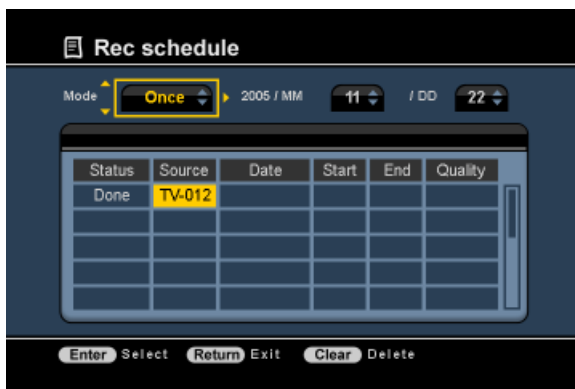 Rec schedule
Mode Once 2005 / MM 11 / DD 22
Status Source Date Start End Quality
Done TV-012
Enter Select Return Exit Clear Delete